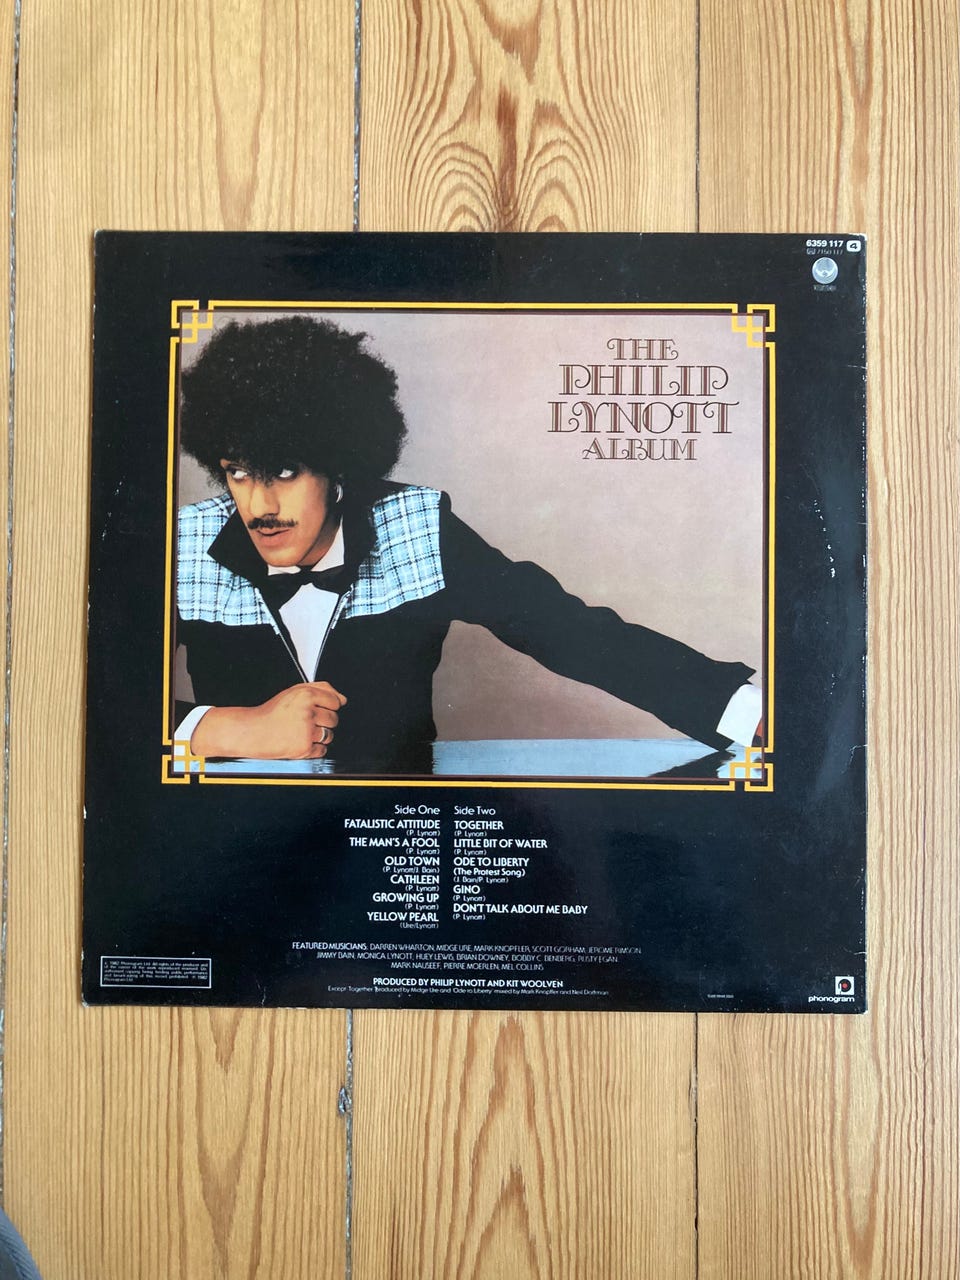 6359 117 4
THE
PHILIP
LYNOTT
ALBUM
Side One
FATALISTIC ATTITUDE
(P. Lynott)
THE MAN'S A FOOL
(P. Lynott)
OLD TOWN
(P. Lynott/J. Bain)
CATHLEEN
(P. Lynott)
GROWING UP
(P. Lynott)
YELLOW PEARL
(Ure/Lynott)
Side Two
TOGETHER
(P. Lynott)
LITTLE BIT OF WATER
(P. Lynott)
ODE TO LIBERTY
(The Protest Song)
(J. Bain/P. Lynott)
GINO
(P. Lynott)
DON'T TALK ABOUT ME BABY
(P. Lynott)
FEATURED MUSICIANS: DARREN WHARTON, MIDGE URE, MARK KNOPFLER, SCOTT GORHAM, JEROME RIMSON,
JIMMY BAIN, MONICA LYNOTT, HUEY LEWIS, BRIAN DOWNEY, BOBBY C. BENBERG, RUSTY EGAN,
MARK NAUSEEF, PIERRE MOERLEN, MEL COLLINS
PRODUCED BY PHILIP LYNOTT AND KIT WOOLVEN
Except 'Together' Produced by Midge Ure and 'Ode to Liberty' mixed by Mark Knopfler and Neil Dorfman
phonogram